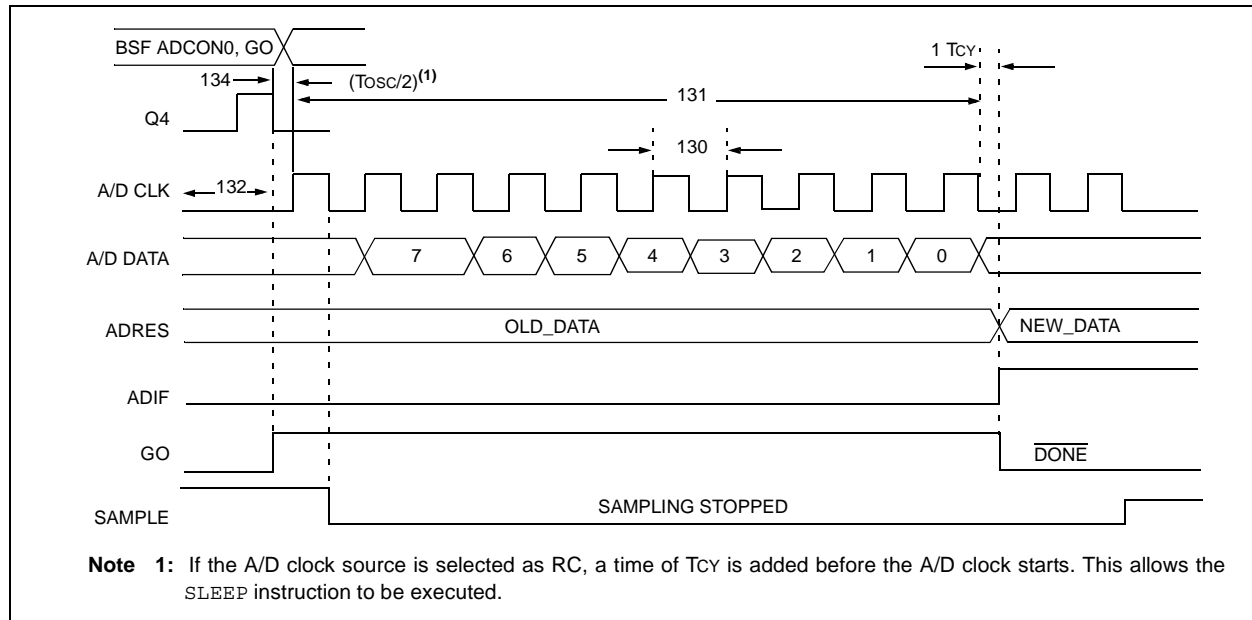 BSF ADCON0, GO
1 TCY
134
(TOSC/2)(1)
131
Q4
130
A/D CLK
132
A/D DATA
7 6 5 4 3 2 1 0
ADRES
OLD_DATA
NEW_DATA
ADIF
GO
DONE
SAMPLE
SAMPLING STOPPED
Note 1: If the A/D clock source is selected as RC, a time of TCY is added before the A/D clock starts. This allows the
SLEEP instruction to be executed.